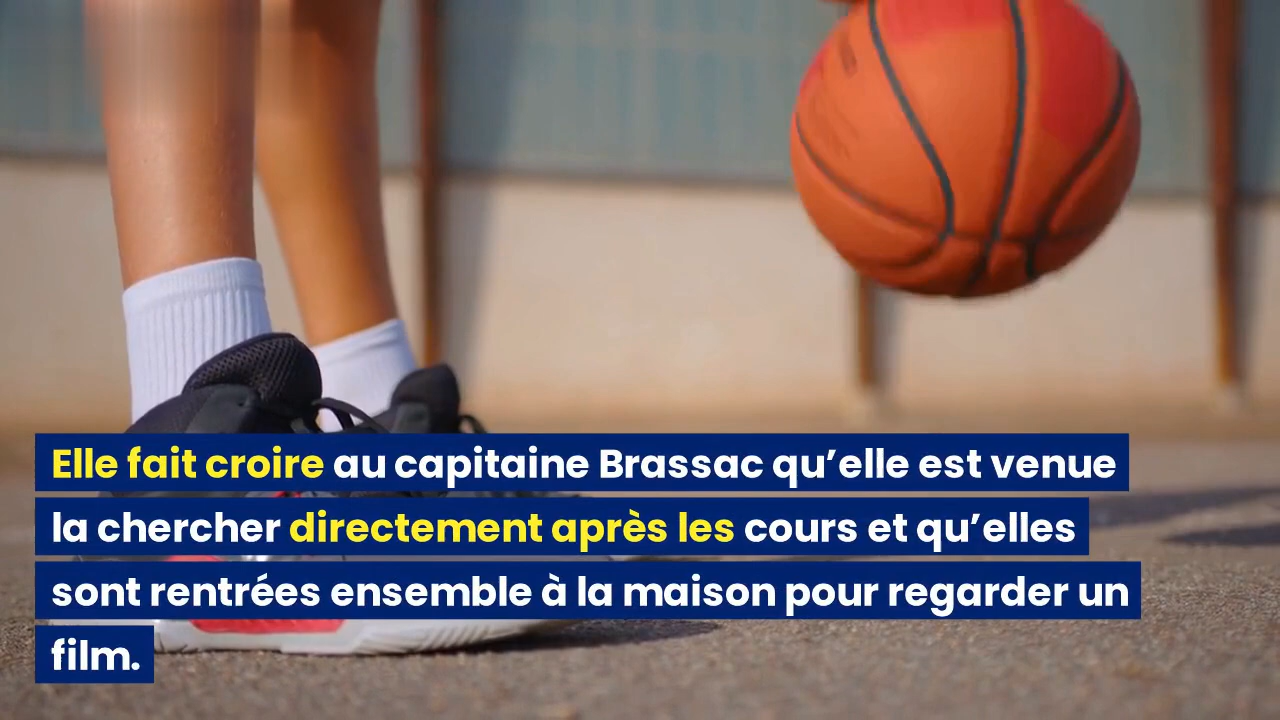 Elle fait croire au capitaine Brassac qu’elle est venue
la chercher directement après les cours et qu’elles
sont rentrées ensemble à la maison pour regarder un
film.